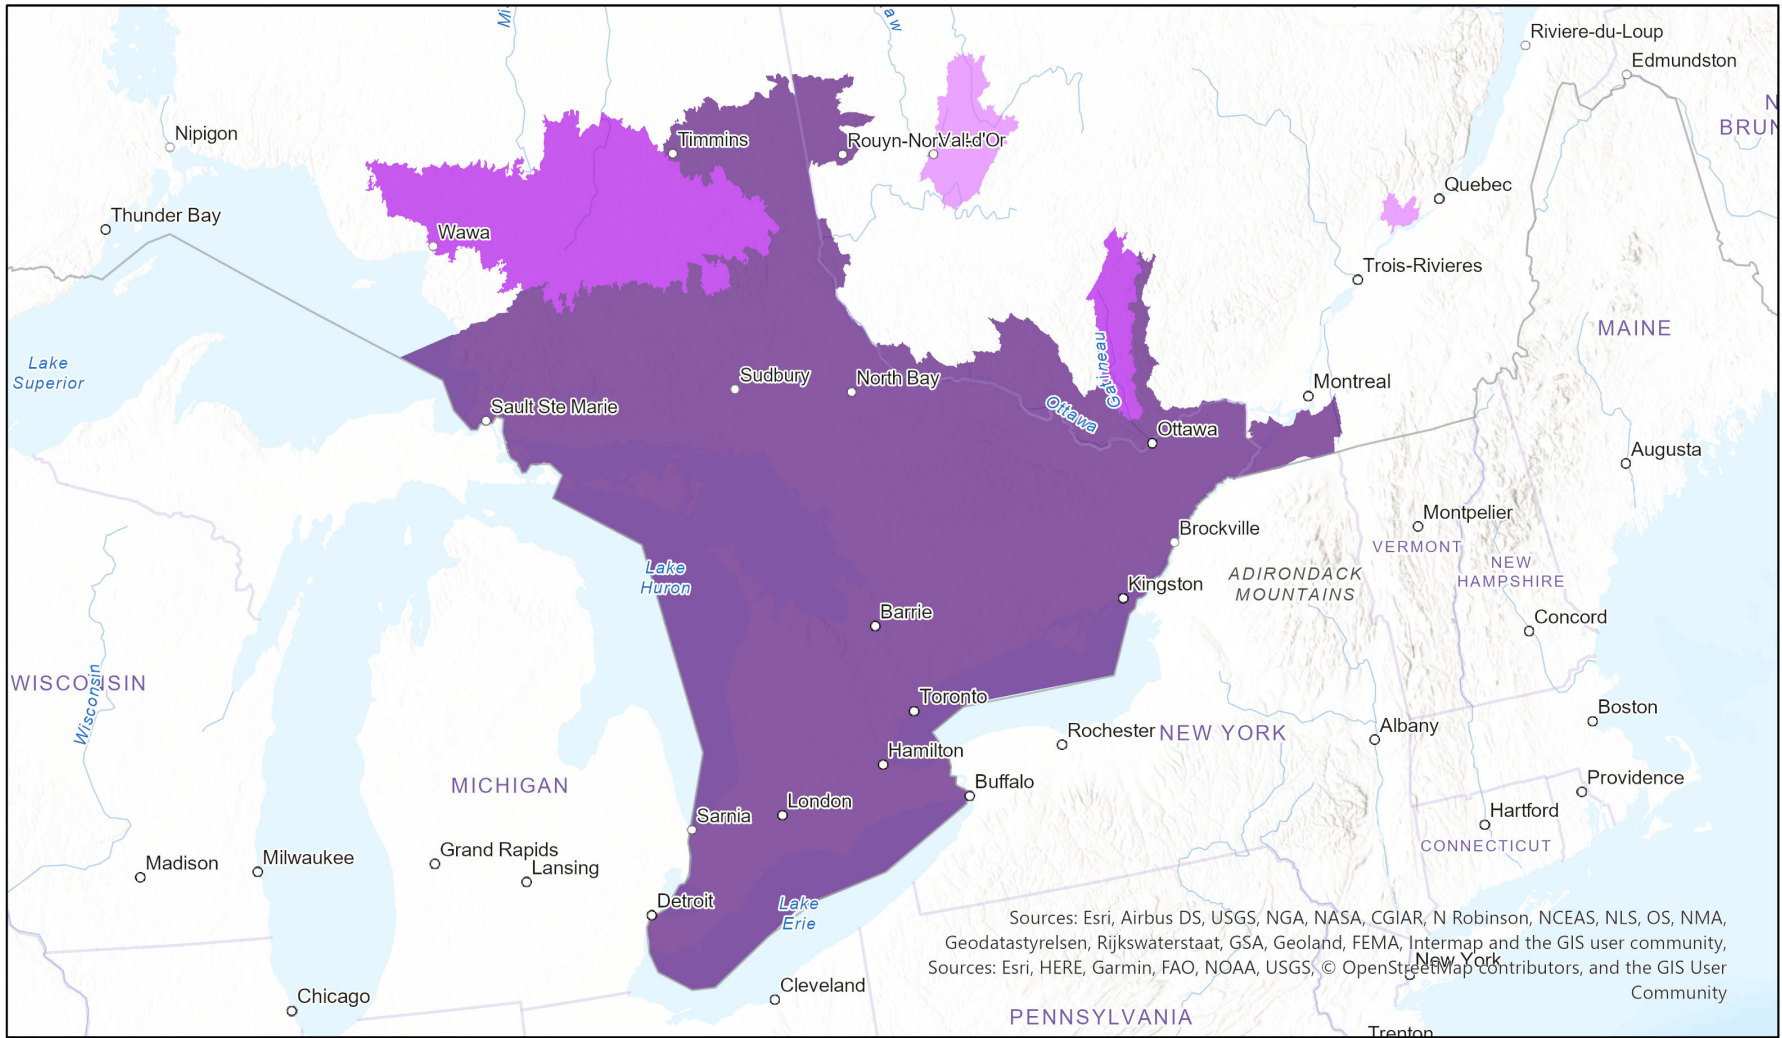 Mi
aw
Riviere-du-Loup
Edmundston
N
BRUN
Nipigon
Timmins
Rouyn-Nor
Val-d'Or
Quebec
Thunder Bay
Wawa
Trois-Rivieres
MAINE
Lake
Superior
Sudbury
North Bay
Gatineau
Montreal
Sault Ste Marie
Ottawa
Ottawa
Augusta
Montpelier
Brockville
VERMONT
NEW
HAMPSHIRE
Lake
Huron
ADIRONDACK
MOUNTAINS
Kingston
Barrie
Concord
WISCONSIN
Wisconsin
Toronto
Boston
Rochester
NEW YORK
Albany
Hamilton
MICHIGAN
Buffalo
Providence
London
Sarnia
Hartford
CONNECTICUT
Grand Rapids
Madison
Milwaukee
Lansing
Detroit
Lake
Erie
Sources: Esri, Airbus DS, USGS, NGA, NASA, CGIAR, N Robinson, NCEAS, NLS, OS, NMA,
Geodatastyrelsen, Rijkswaterstaat, GSA, Geoland, FEMA, Intermap and the GIS user community,
Sources: Esri, HERE, Garmin, FAO, NOAA, USGS, © OpenStreetMap contributors, and the GIS User
Community
New York
Cleveland
Chicago
PENNSYLVANIA
Trenton